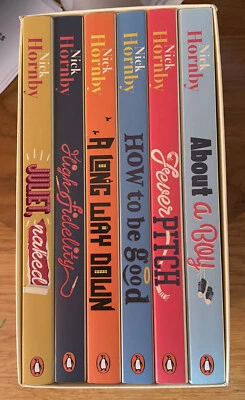 Nick Hornby
JULIET, naked
Nick Hornby
High Fidelity
Nick Hornby
A LONG WAY DOWN
Nick Hornby
HOW to be good
Nick Hornby
Fever PITCH
Nick Hornby
About a Boy